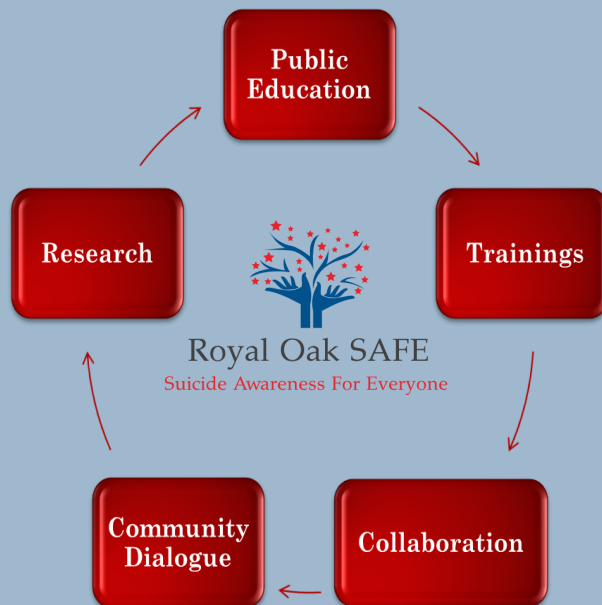 Public
Education
Research
Trainings
Royal Oak SAFE
Suicide Awareness For Everyone
Community
Dialogue
Collaboration